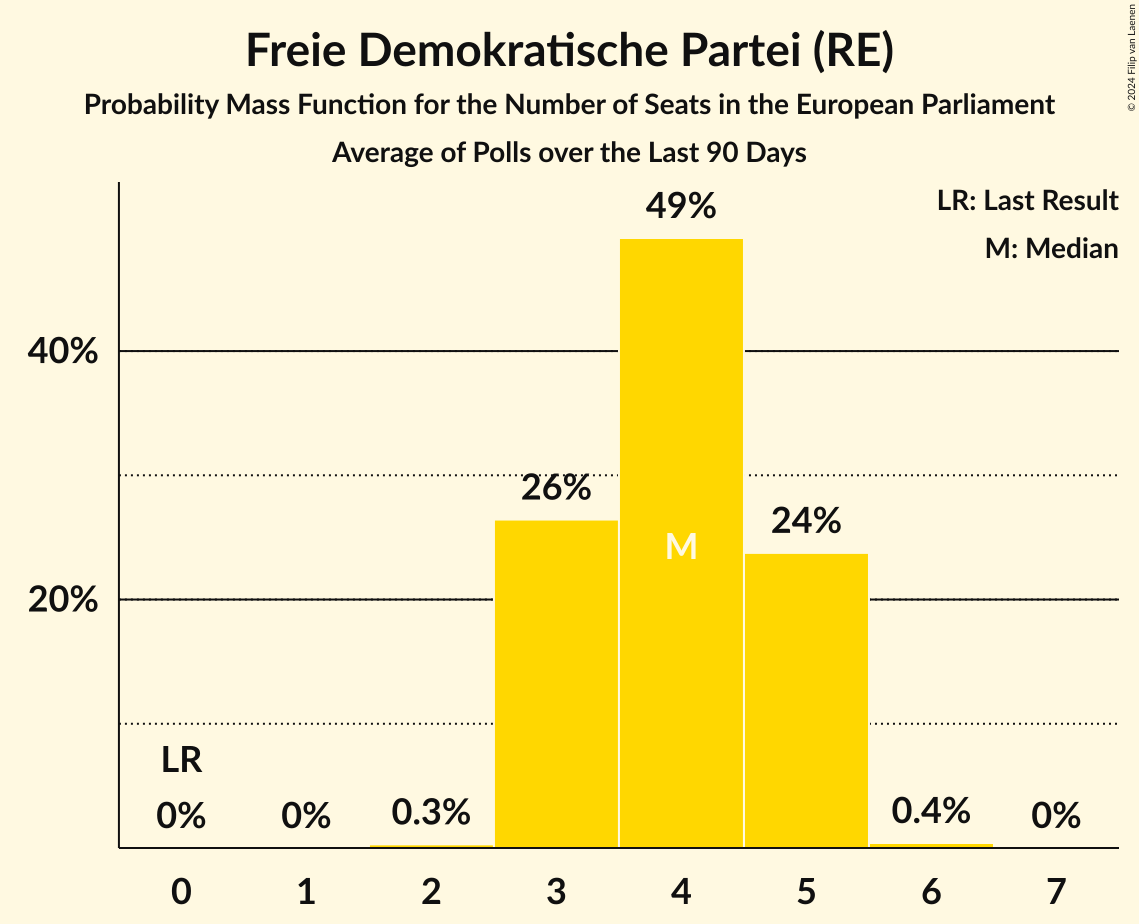 Freie Demokratische Partei (RE)
Probability Mass Function for the Number of Seats in the European Parliament
Average of Polls over the Last 90 Days
© 2024 Filip van Laenen
LR: Last Result
M: Median
49%
40%
26%
24%
M
20%
LR
0%
0%
0.3%
0.4%
0%
0 1 2 3 4 5 6 7